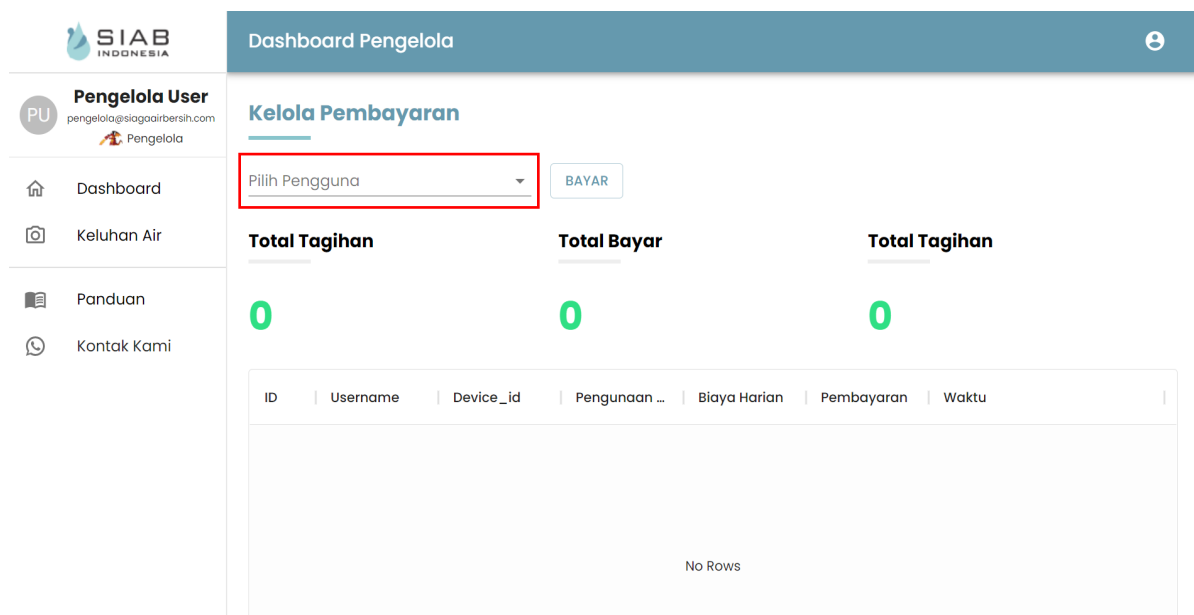 SIAB
INDONESIA
Dashboard Pengelola
PU
Pengelola User
pengelola@siagaairbersih.com
Pengelola
Dashboard
Keluhan Air
Panduan
Kontak Kami
Kelola Pembayaran
Pilih Pengguna
BAYAR
Total Tagihan
Total Bayar
Total Tagihan
0
0
0
ID Username Device_id Pengunaan ... Biaya Harian Pembayaran Waktu
No Rows